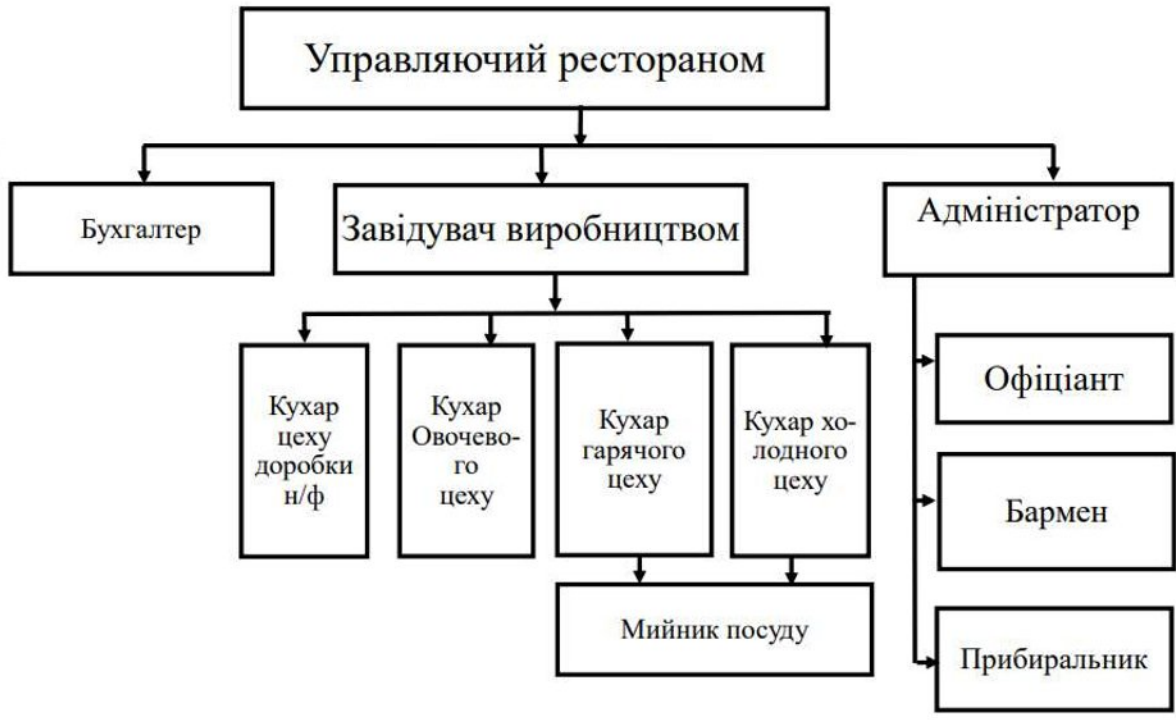 Управляючий рестораном
Бухгалтер
Завідувач виробництвом
Адміністратор
Кухар
цеху
доробки
н/ф
Кухар
Овочево-
го
цеху
Кухар
гарячого
цеху
Кухар хо-
лодного
цеху
Мийник посуду
Офіціант
Бармен
Прибиральник